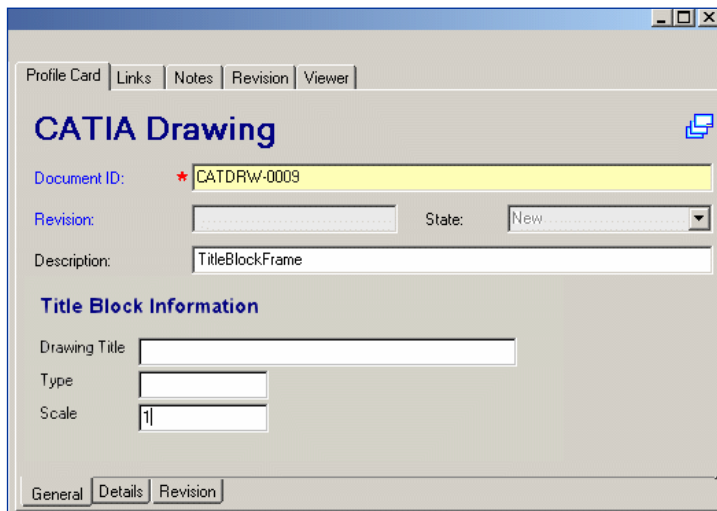 Profile Card Links Notes Revision Viewer
CATIA Drawing
Document ID: * CATDRW-0009
Revision: State: New
Description: TitleBlockFrame
Title Block Information
Drawing Title
Type
Scale 1
General Details Revision